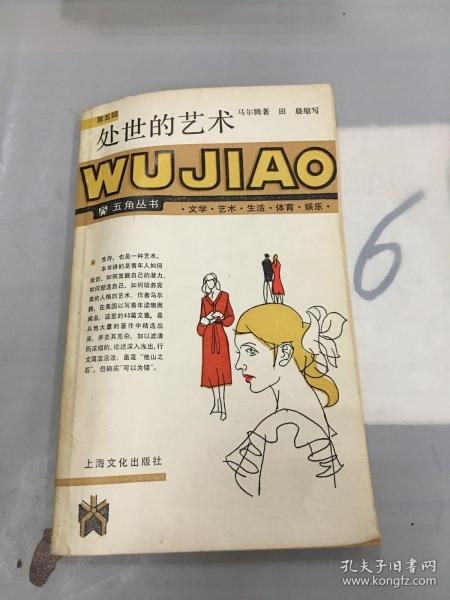 第五辑
处世的艺术
马尔腾著 田 晨缩写
WUJIAO
五角丛书
·文学·艺术·生活·体育·娱乐·
生存，也是一种艺术。
本书讲的是青年人如何
处世、如何发掘自己的潜力、
如何塑造自己、如何培养完
美的人格的艺术。作者马尔
腾，在美国以写青年读物而
闻名，这里的45篇文章，是
从他大量的著作中精选出
来，并去其芜杂，加以滤清
而浓缩的。论述深入浅出，行
文简洁活泼，虽是“他山之
石”，但确实“可以为错”。
上海文化出版社
6
孔夫子旧书网
www.kongfz.com